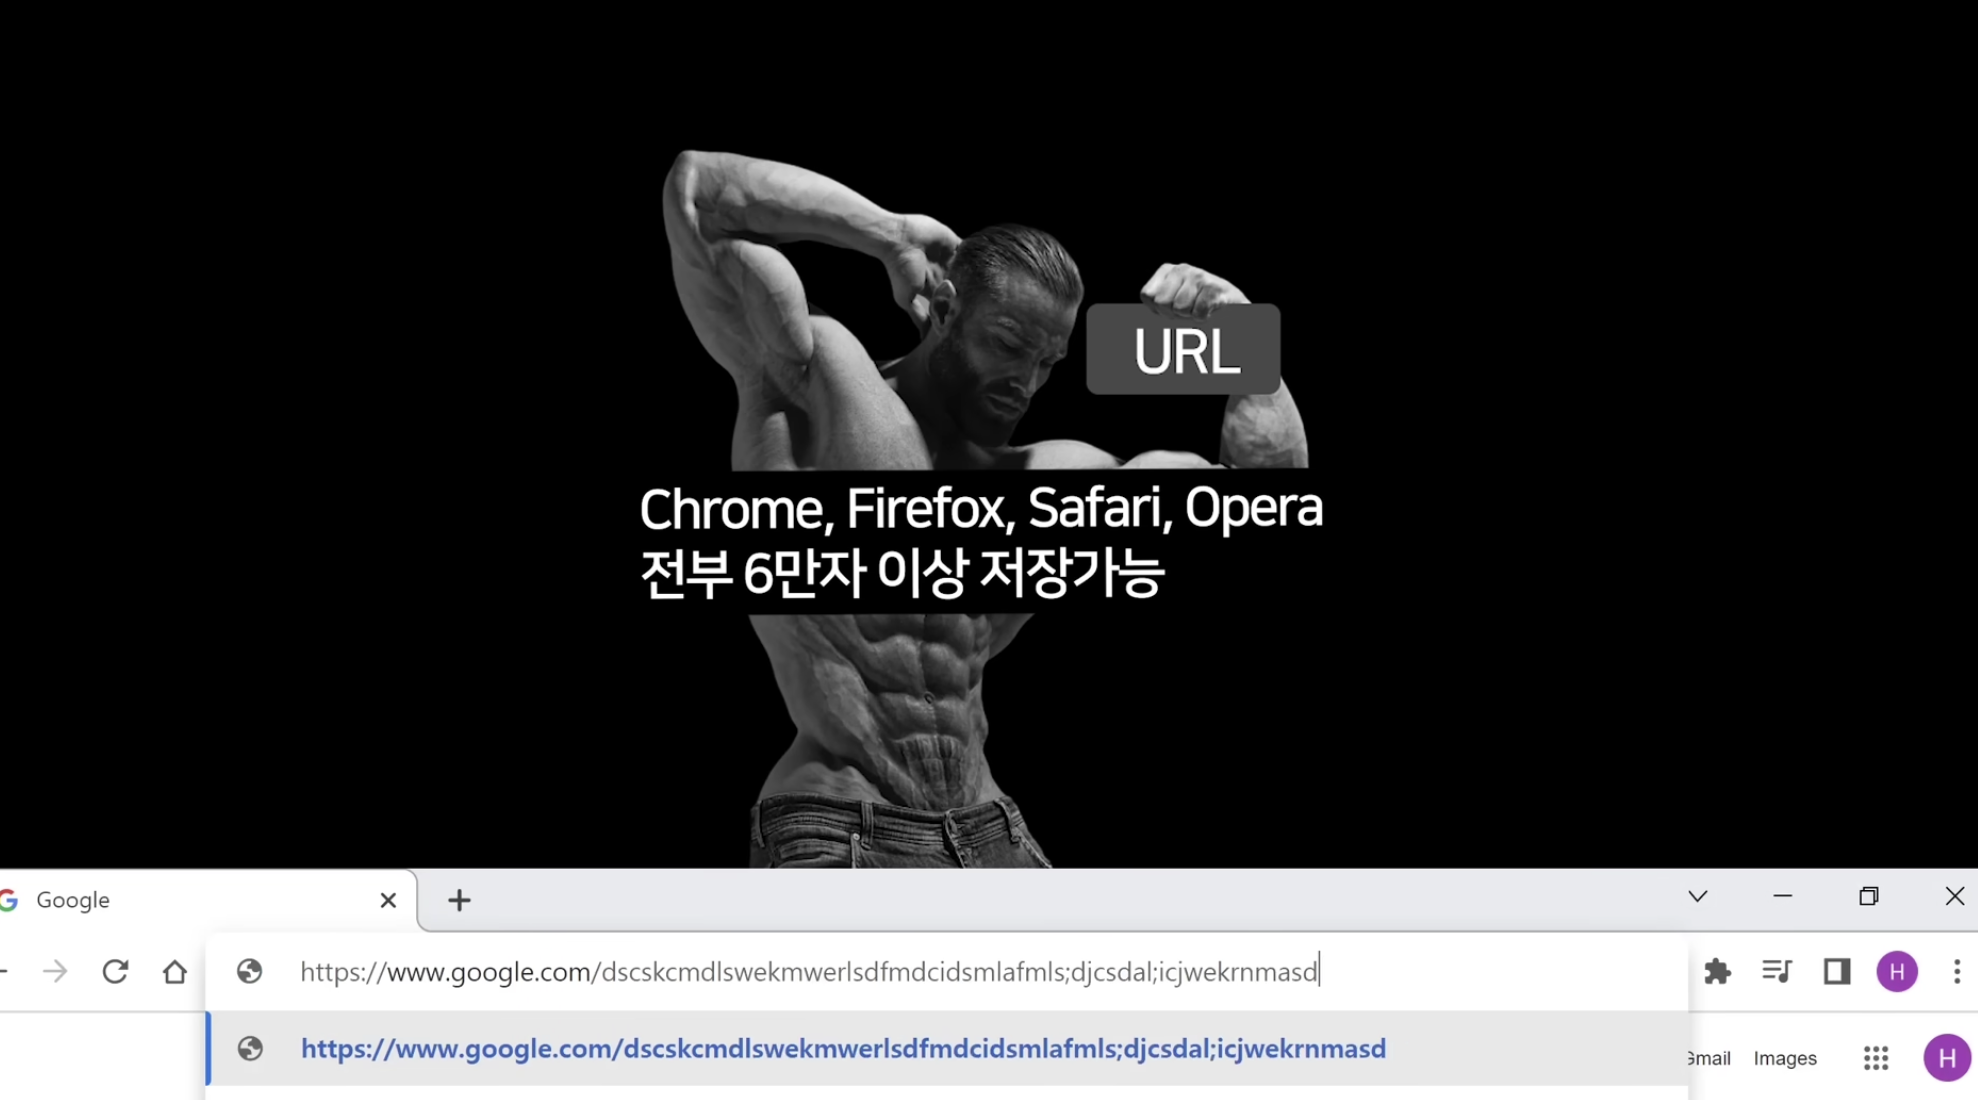 URL
Chrome, Firefox, Safari, Opera
전부 6만자 이상 저장가능
Google
https://www.google.com/dscskcmdlswekmwerlsdfmdcidsmlafmls;djcsdal;icjwekrnmasd
H
https://www.google.com/dscskcmdlswekmwerlsdfmdcidsmlafmls;djcsdal;icjwekrnmasd
Gmail Images H